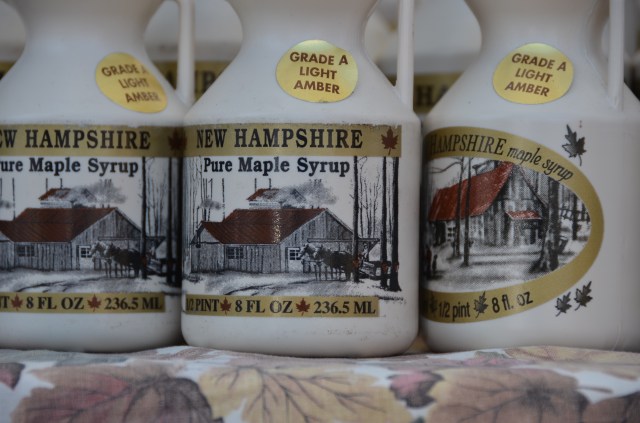 GRADE A
LIGHT
AMBER
NEW HAMPSHIRE
Pure Maple Syrup
8 FL OZ 236.5 ML
GRADE A
LIGHT
AMBER
NEW HAMPSHIRE
Pure Maple Syrup
1/2 PINT 8 FL OZ 236.5 ML
GRADE A
LIGHT
AMBER
HAMPSHIRE maple syrup
1/2 pint 8 fl. oz